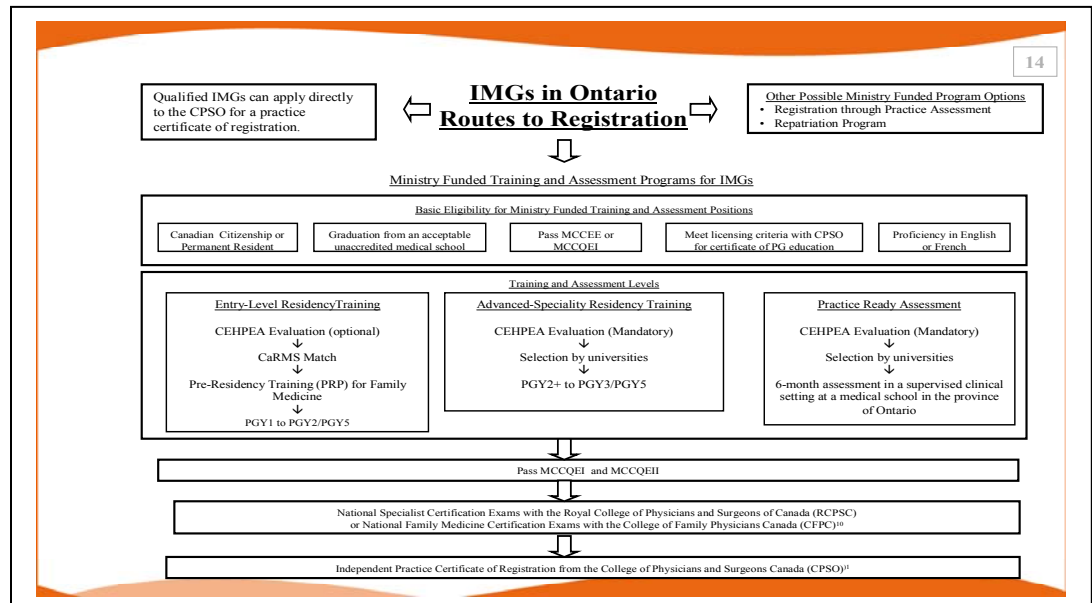 14
IMGs in Ontario
Routes to Registration
Qualified IMGs can apply directly
to the CPSO for a practice
certificate of registration.
Other Possible Ministry Funded Program Options
• Registration through Practice Assessment
• Repatriation Program
Ministry Funded Training and Assessment Programs for IMGs
Basic Eligibility for Ministry Funded Training and Assessment Positions
Canadian Citizenship or
Permanent Resident
Graduation from an acceptable
unaccredited medical school
Pass MCCEE or
MCCQEI
Meet licensing criteria with CPSO
for certificate of PG education
Proficiency in English
or French
Training and Assessment Levels
Entry-Level ResidencyTraining
CEHPEA Evaluation (optional)
↓
CaRMS Match
↓
Pre-Residency Training (PRP) for Family
Medicine
↓
PGY1 to PGY2/PGY5
Advanced-Speciality Residency Training
CEHPEA Evaluation (Mandatory)
↓
Selection by universities
↓
PGY2+ to PGY3/PGY5
Practice Ready Assessment
CEHPEA Evaluation (Mandatory)
↓
Selection by universities
↓
6-month assessment in a supervised clinical
setting at a medical school in the province
of Ontario
Pass MCCQEI and MCCQEII
National Specialist Certification Exams with the Royal College of Physicians and Surgeons of Canada (RCPSC)
or National Family Medicine Certification Exams with the College of Family Physicians Canada (CFPC)¹⁰
Independent Practice Certificate of Registration from the College of Physicians and Surgeons Canada (CPSO)³¹